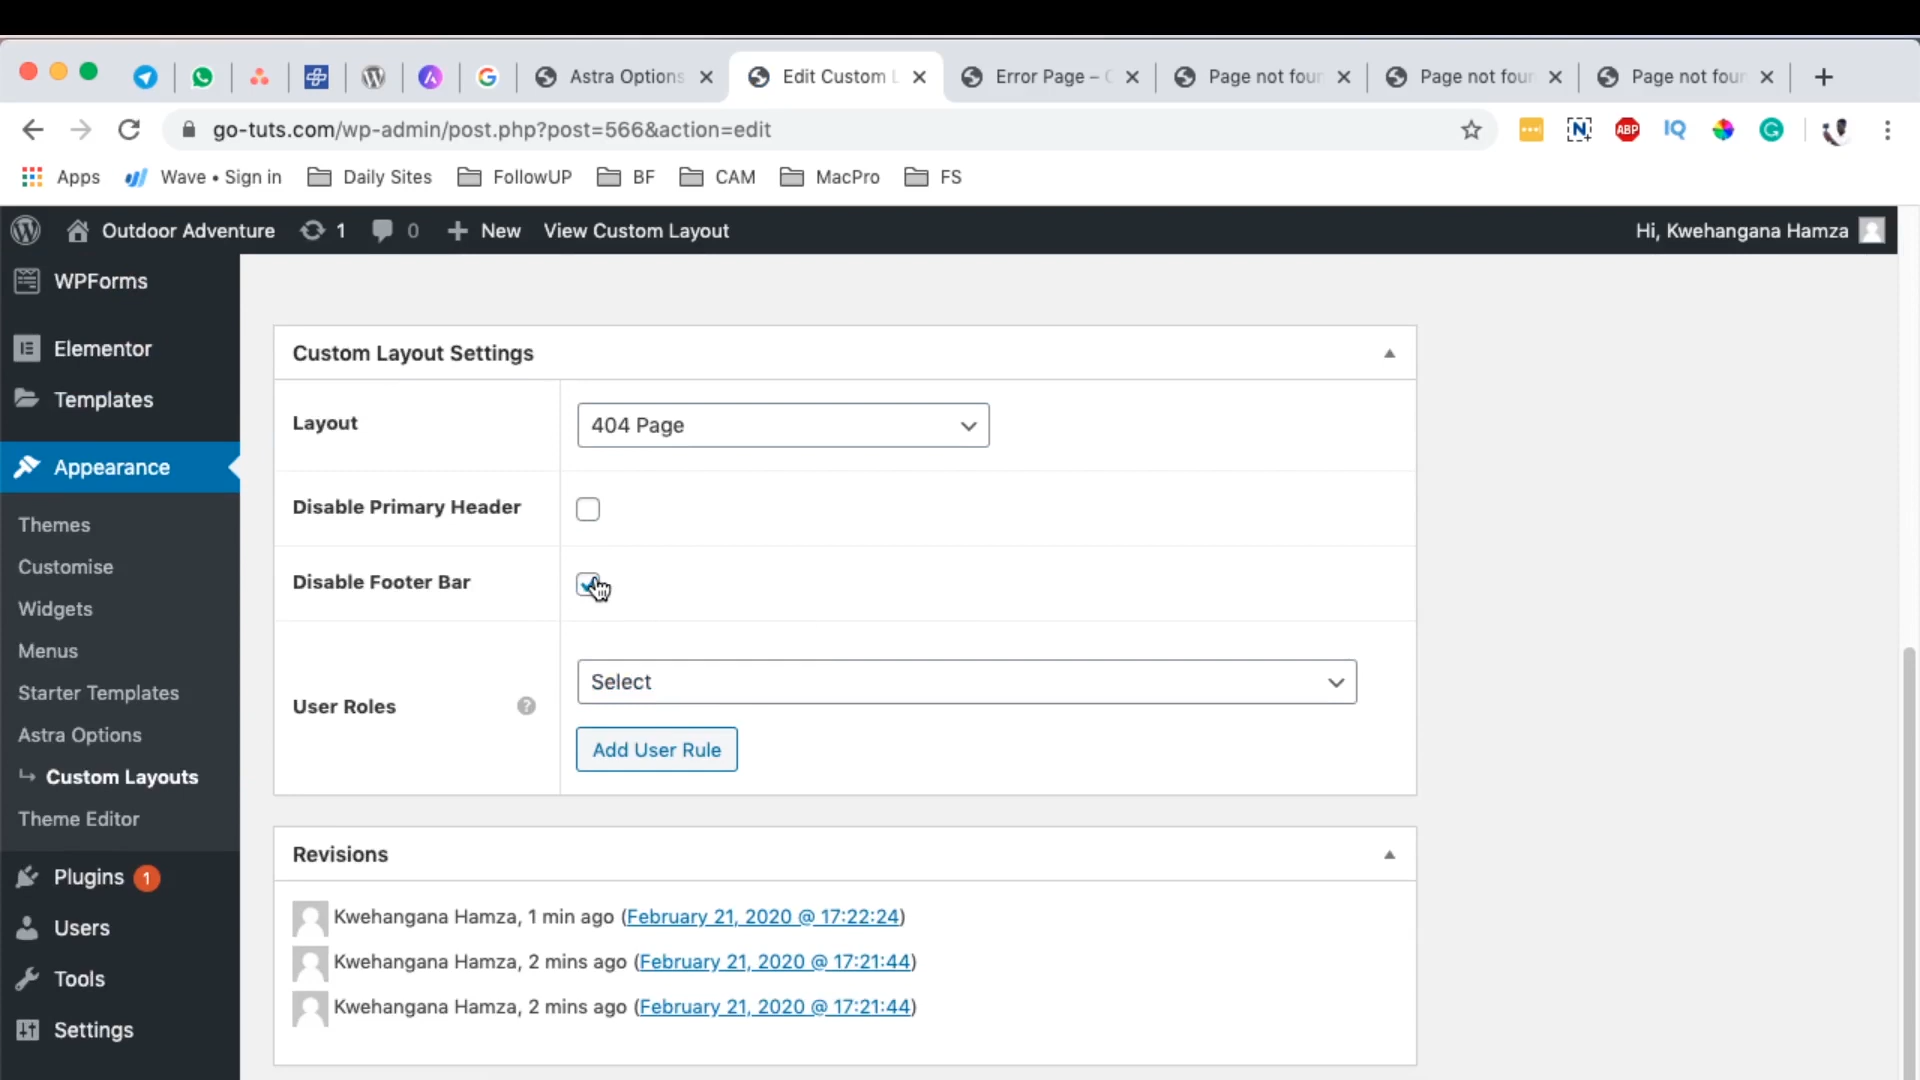 Astra Options
Edit Custom L
Error Page –
Page not four
Page not four
Page not four
go-tuts.com/wp-admin/post.php?post=566&action=edit
ABP
IQ
Apps
Wave • Sign in
Daily Sites
FollowUP
BF
CAM
MacPro
FS
Outdoor Adventure
1
0
New
View Custom Layout
Hi, Kwehangana Hamza
WPForms
Elementor
Templates
Appearance
Themes
Customise
Widgets
Menus
Starter Templates
Astra Options
Custom Layouts
Theme Editor
Plugins 1
Users
Tools
Settings
Custom Layout Settings
Layout
404 Page
Disable Primary Header
Disable Footer Bar
User Roles
Select
Add User Rule
Revisions
Kwehangana Hamza, 1 min ago (February 21, 2020 @ 17:22:24)
Kwehangana Hamza, 2 mins ago (February 21, 2020 @ 17:21:44)
Kwehangana Hamza, 2 mins ago (February 21, 2020 @ 17:21:44)